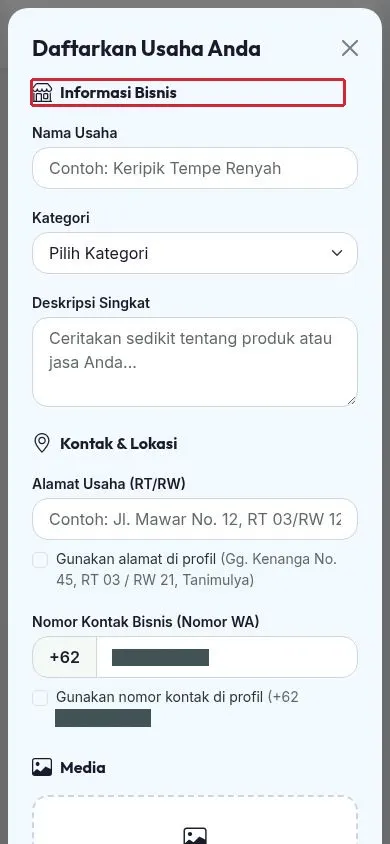 Daftarkan Usaha Anda
Informasi Bisnis
Nama Usaha
Contoh: Keripik Tempe Renyah
Kategori
Pilih Kategori
Deskripsi Singkat
Ceritakan sedikit tentang produk atau
jasa Anda...
Kontak & Lokasi
Alamat Usaha (RT/RW)
Contoh: Jl. Mawar No. 12, RT 03/RW 12
Gunakan alamat di profil (Gg. Kenanga No.
45, RT 03 / RW 21, Tanimulya)
Nomor Kontak Bisnis (Nomor WA)
+62
Gunakan nomor kontak di profil (+62
Media